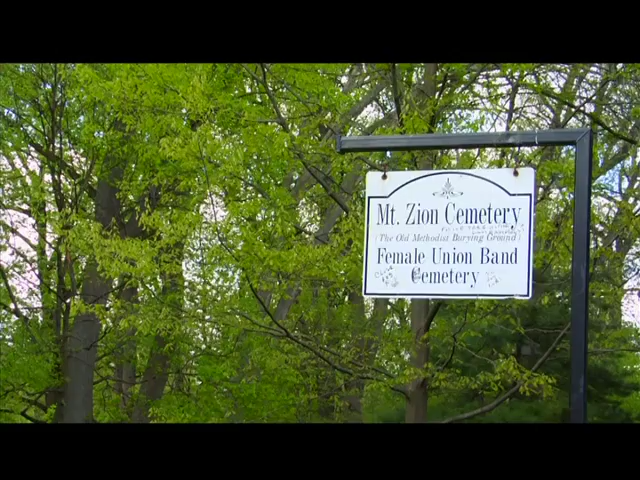 Mt. Zion Cemetery
(The Old Methodist Burying Ground)
Female Union Band
Cemetery